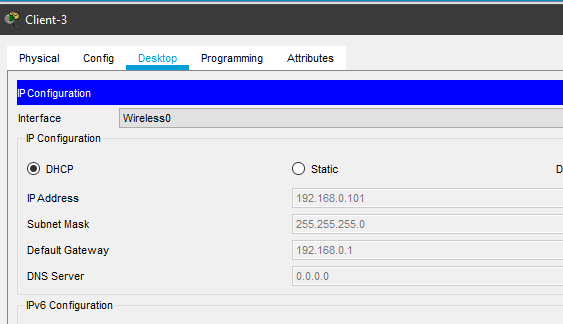 Client-3
Physical Config Desktop Programming Attributes
IP Configuration
Interface Wireless0
IP Configuration
DHCP Static D
IP Address 192.168.0.101
Subnet Mask 255.255.255.0
Default Gateway 192.168.0.1
DNS Server 0.0.0.0
IPv6 Configuration